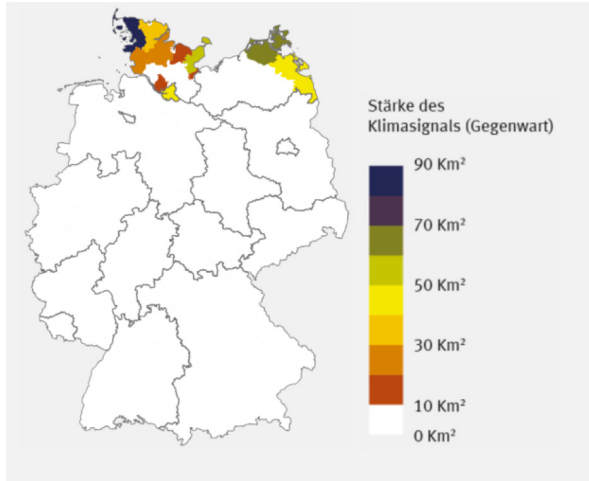 Stärke des
Klimasignals (Gegenwart)
90 Km²
70 Km²
50 Km²
30 Km²
10 Km²
0 Km²